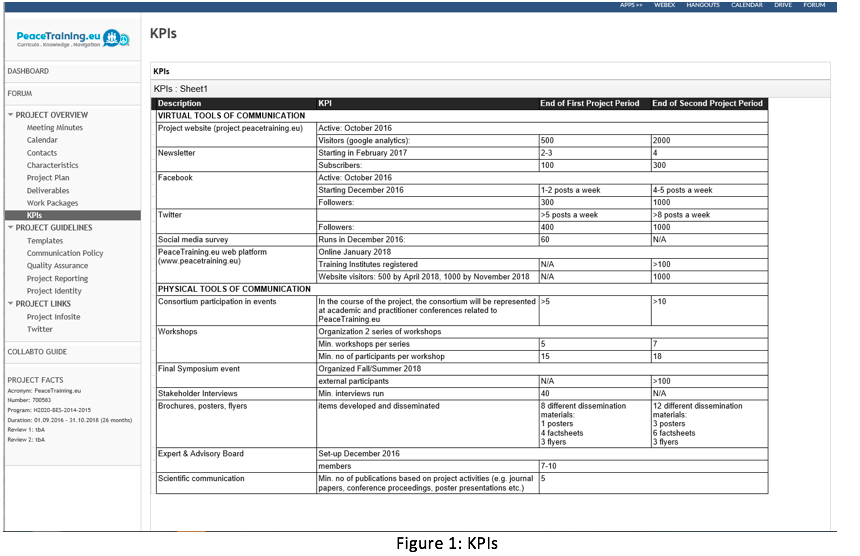 APPS >> WEBEX HANGOUTS CALENDAR DRIVE FORUM
PeaceTraining.eu
Curricula . Knowledge . Navigation
DASHBOARD
FORUM
PROJECT OVERVIEW
Meeting Minutes
Calendar
Contacts
Characteristics
Project Plan
Deliverables
Work Packages
KPIs
PROJECT GUIDELINES
Templates
Communication Policy
Quality Assurance
Project Reporting
Project Identity
PROJECT LINKS
Project Infosite
Twitter
COLLABTO GUIDE
PROJECT FACTS
Acronym: PeaceTraining.eu
Number: 700583
Program: H2020-BES-2014-2015
Duration: 01.09.2016 - 31.10.2018 (26 months)
Review 1: tbA
Review 2: tbA
KPIs
KPIs
KPIs : Sheet1
Description KPI End of First Project Period End of Second Project Period
VIRTUAL TOOLS OF COMMUNICATION
Project website (project.peacetraining.eu) Active: October 2016
Visitors (google analytics): 500 2000
Newsletter Starting in February 2017 2-3 4
Subscribers: 100 300
Facebook Active: October 2016
Starting December 2016 1-2 posts a week 4-5 posts a week
Followers: 300 1000
Twitter >5 posts a week >8 posts a week
Followers: 400 1000
Social media survey Runs in December 2016: 60 N/A
PeaceTraining.eu web platform Online January 2018
(www.peacetraining.eu) Training Institutes registered N/A >100
Website visitors: 500 by April 2018, 1000 by November 2018 N/A 1000
PHYSICAL TOOLS OF COMMUNICATION
Consortium participation in events In the course of the project, the consortium will be represented >5 >10
at academic and practitioner conferences related to
PeaceTraining.eu
Workshops Organization 2 series of workshops
Min. workshops per series 5 7
Min. no of participants per workshop 15 18
Final Symposium event Organized Fall/Summer 2018
external participants N/A >100
Stakeholder Interviews Min. interviews run 40 N/A
Brochures, posters, flyers items developed and disseminated 8 different dissemination 12 different dissemination
materials: materials:
1 posters 3 posters
4 factsheets 6 factsheets
3 flyers 3 flyers
Expert & Advisory Board Set-up December 2016
members 7-10
Scientific communication Min. no of publications based on project activities (e.g. journal 5
papers, conference proceedings, poster presentations etc.)
Figure 1: KPIs